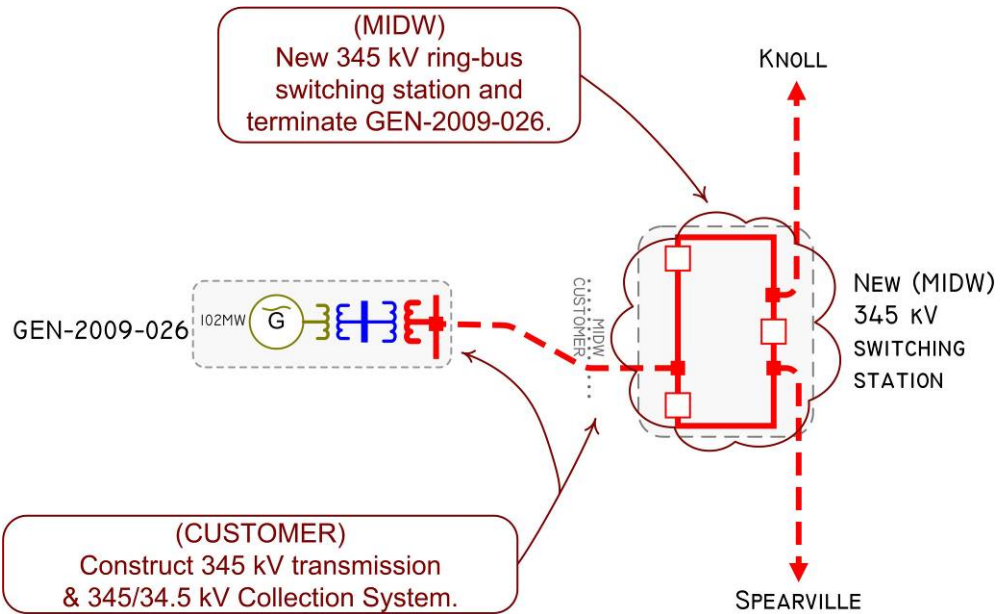 (MIDW)
New 345 kV ring-bus
switching station and
terminate GEN-2009-026.
KNOLL
GEN-2009-026
102MW
G
CUSTOMER
MIDW
NEW (MIDW)
345 KV
SWITCHING
STATION
(CUSTOMER)
Construct 345 kV transmission
& 345/34.5 kV Collection System.
SPEARVILLE